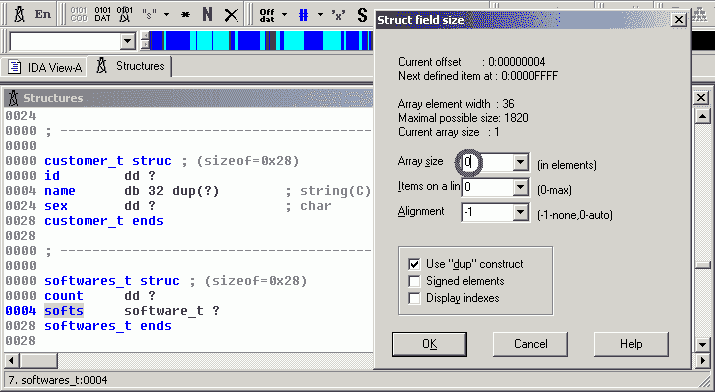 En 0101 COD 0101 DAT 0101 "s" * N X Off dat # 'x' S
IDA View-A Structures
Structures
0024
0000 ; ----------------------------------------
0000
0000 customer_t struc ; (sizeof=0x28)
0000 id dd ?
0004 name db 32 dup(?) ; string(C)
0024 sex dd ? ; char
0028 customer_t ends
0028
0000 ; ----------------------------------------
0000
0000 softwares_t struc ; (sizeof=0x28)
0000 count dd ?
0004 softs software_t ?
0028 softwares_t ends
0028
7. softwares_t:0004
Struct field size
Current offset : 0:00000004
Next defined item at : 0:0000FFFF
Array element width : 36
Maximal possible size: 1820
Current array size : 1
Array size 0 (in elements)
Items on a lin 0 (0-max)
Alignment -1 (-1-none,0-auto)
Use "dup" construct
Signed elements
Display indexes
OK Cancel Help